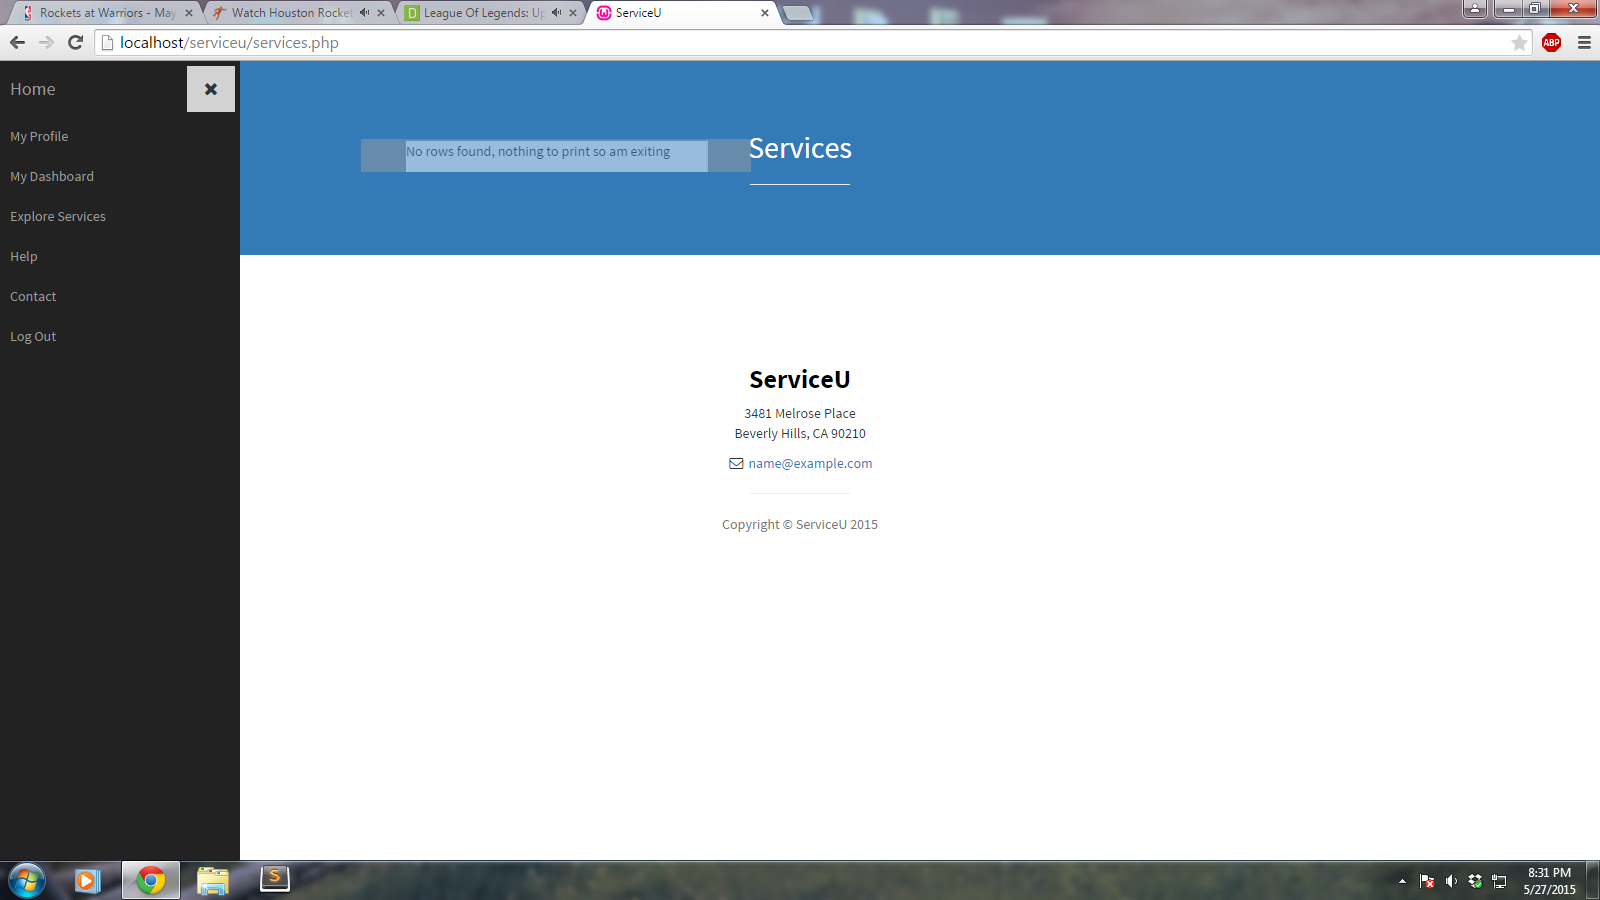 Rockets at Warriors - May
Watch Houston Rocket
League Of Legends: Up
ServiceU
localhost/serviceu/services.php
ABP
Home
My Profile
My Dashboard
Explore Services
Help
Contact
Log Out
No rows found, nothing to print so am exiting
Services
ServiceU
3481 Melrose Place
Beverly Hills, CA 90210
name@example.com
Copyright © ServiceU 2015
8:31 PM
5/27/2015